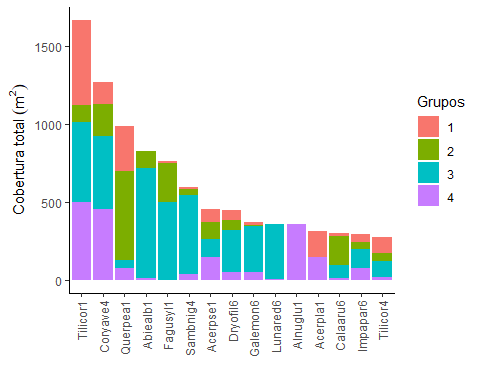 Cobertura total (m²)
1500
1000
500
0
Tilicor1
Coryave4
Querpea1
Abiealb1
Fagusyl1
Sambnig4
Acerpse1
Dryofil6
Galemon6
Lunared6
Alnuglu1
Acerpla1
Calaaru6
Impapar6
Tilicor4
Grupos
1
2
3
4